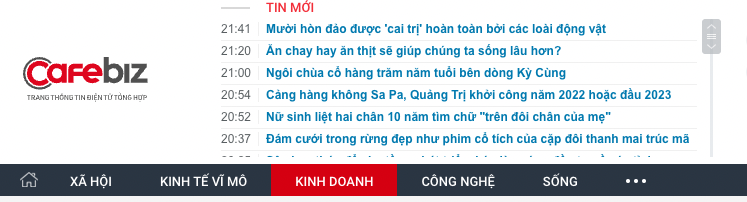 TIN MỚI
21:41 Mười hòn đảo được 'cai trị' hoàn toàn bởi các loài động vật
21:20 Ăn chay hay ăn thịt sẽ giúp chúng ta sống lâu hơn?
21:00 Ngôi chùa cổ hàng trăm năm tuổi bên dòng Kỳ Cùng
20:54 Cảng hàng không Sa Pa, Quảng Trị khởi công năm 2022 hoặc đầu 2023
20:52 Nữ sinh liệt hai chân 10 năm tìm chữ "trên đôi chân của mẹ"
20:37 Đám cưới trong rừng đẹp như phim cổ tích của cặp đôi thanh mai trúc mã
Cafebiz
TRANG THÔNG TIN ĐIỆN TỬ TỔNG HỢP
XÃ HỘI KINH TẾ VĨ MÔ KINH DOANH CÔNG NGHỆ SỐNG